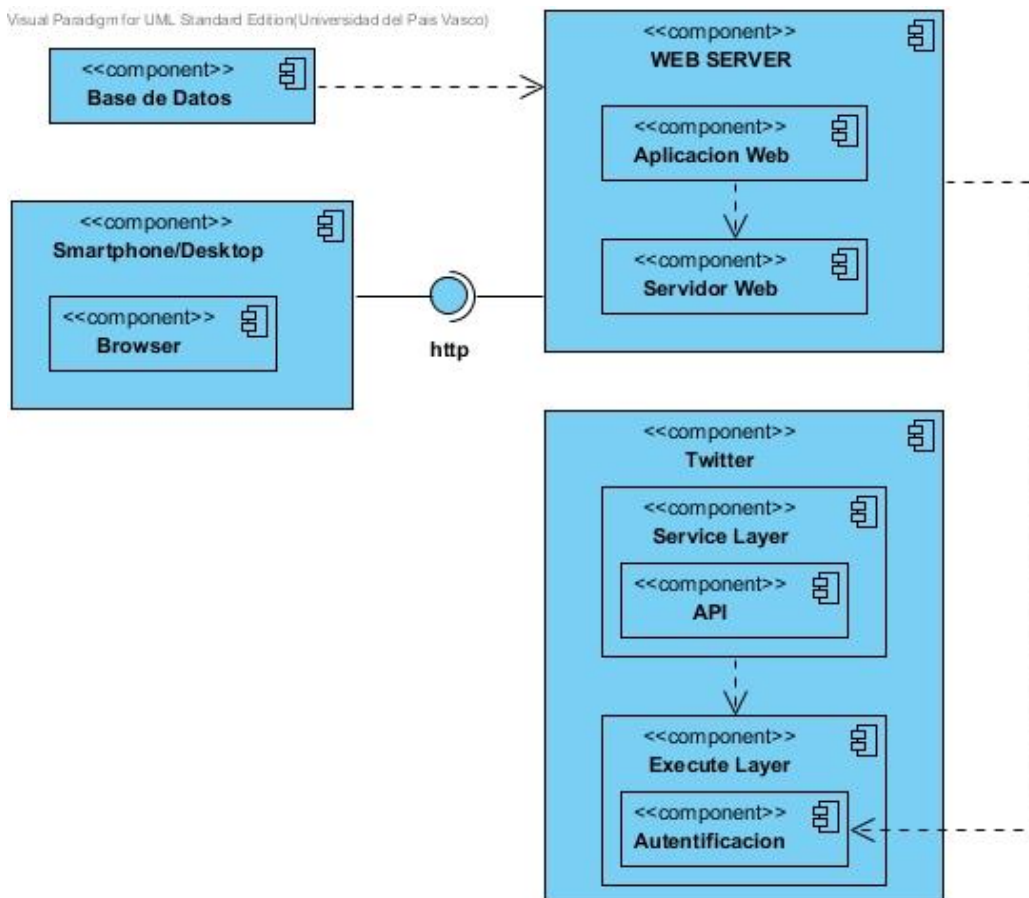 Visual Paradigm for UML Standard Edition(Universidad del Pais Vasco)
<<component>>
Base de Datos
<<component>>
WEB SERVER
<<component>>
Aplicacion Web
<<component>>
Servidor Web
<<component>>
Smartphone/Desktop
<<component>>
Browser
http
<<component>>
Twitter
<<component>>
Service Layer
<<component>>
API
<<component>>
Execute Layer
<<component>>
Autentificacion